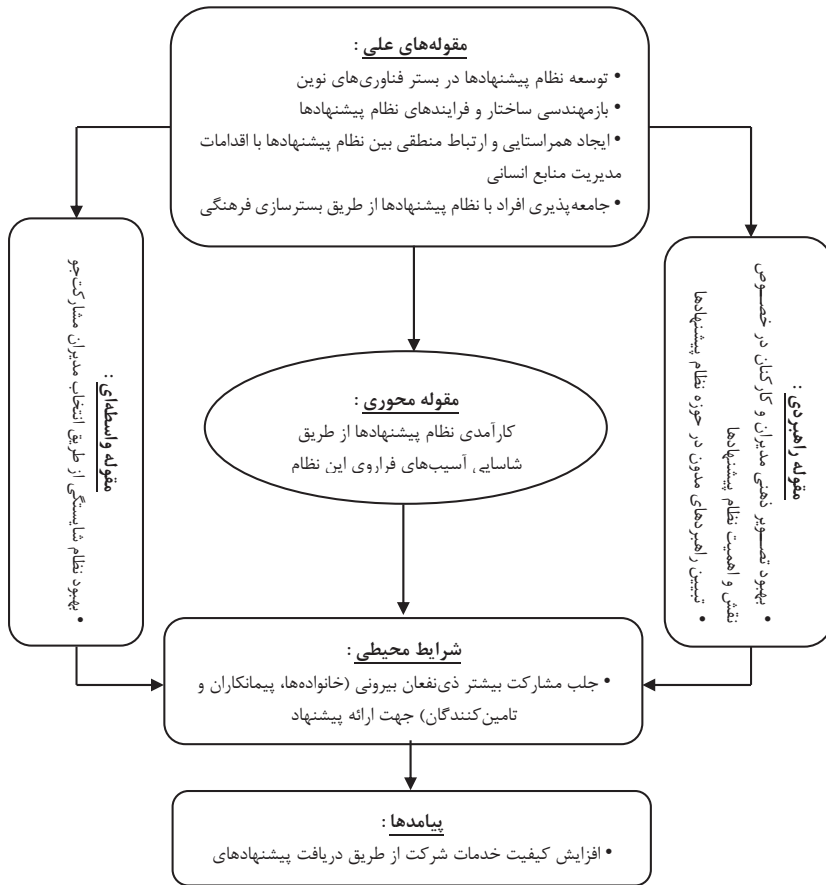 مقوله‌های علی :
• توسعه نظام پیشنهادها در بستر فناوری‌های نوین
• بازمهندسی ساختار و فرایندهای نظام پیشنهادها
• ایجاد همراستایی و ارتباط منطقی بین نظام پیشنهادها با اقدامات
مدیریت منابع انسانی
• جامعه‌پذیری افراد با نظام پیشنهادها از طریق بسترسازی فرهنگی
مقوله راهبردی :
• بهبود تصویر ذهنی مدیران و کارکنان در خصوص
نقش و اهمیت نظام پیشنهادها
• تبیین راهبردهای مدون در حوزه نظام پیشنهادها
مقوله محوری :
کارآمدی نظام پیشنهادها از طریق
شاسایی آسیب‌های فراروی این نظام
مقوله واسطه‌ای :
• بهبود نظام شایستگی از طریق انتخاب مدیران مشارکت‌جو
شرایط محیطی :
• جلب مشارکت بیشتر ذی‌نفعان بیرونی (خانواده‌ها، پیمانکاران و
تامین‌کنندگان) جهت ارائه پیشنهاد
پیامدها :
• افزایش کیفیت خدمات شرکت از طریق دریافت پیشنهادهای